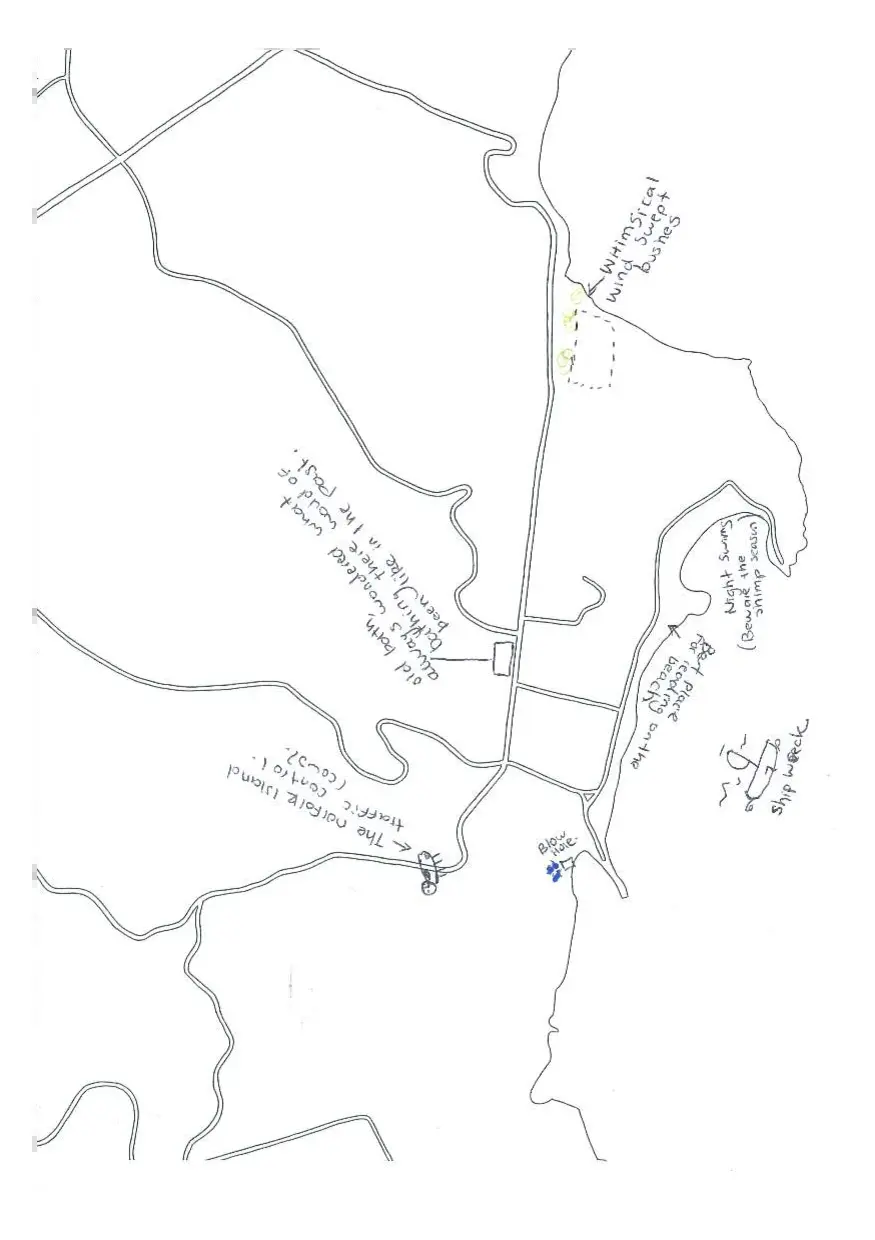 WHimsical
wind swept
bushes
old bath,
always wondered what
bathing there would of
been like in the past.
Night Swims
(Beware the
shimp season)
Best place
for reading on the
beach
ship wreck
Blow
Hole.
The norfolk island
traffic control.
(cows).